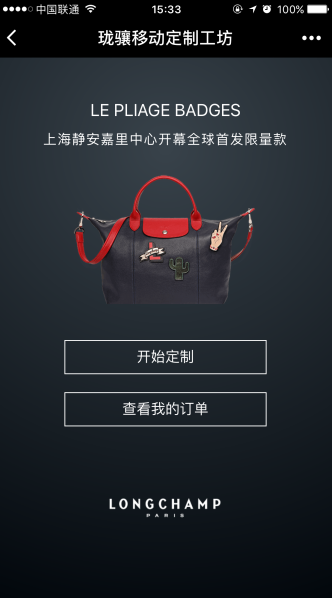 中国联通 15:33 100%
珑骧移动定制工坊
LE PLIAGE BADGES
上海静安嘉里中心开幕全球首发限量款
开始定制
查看我的订单
LONGCHAMP
PARIS